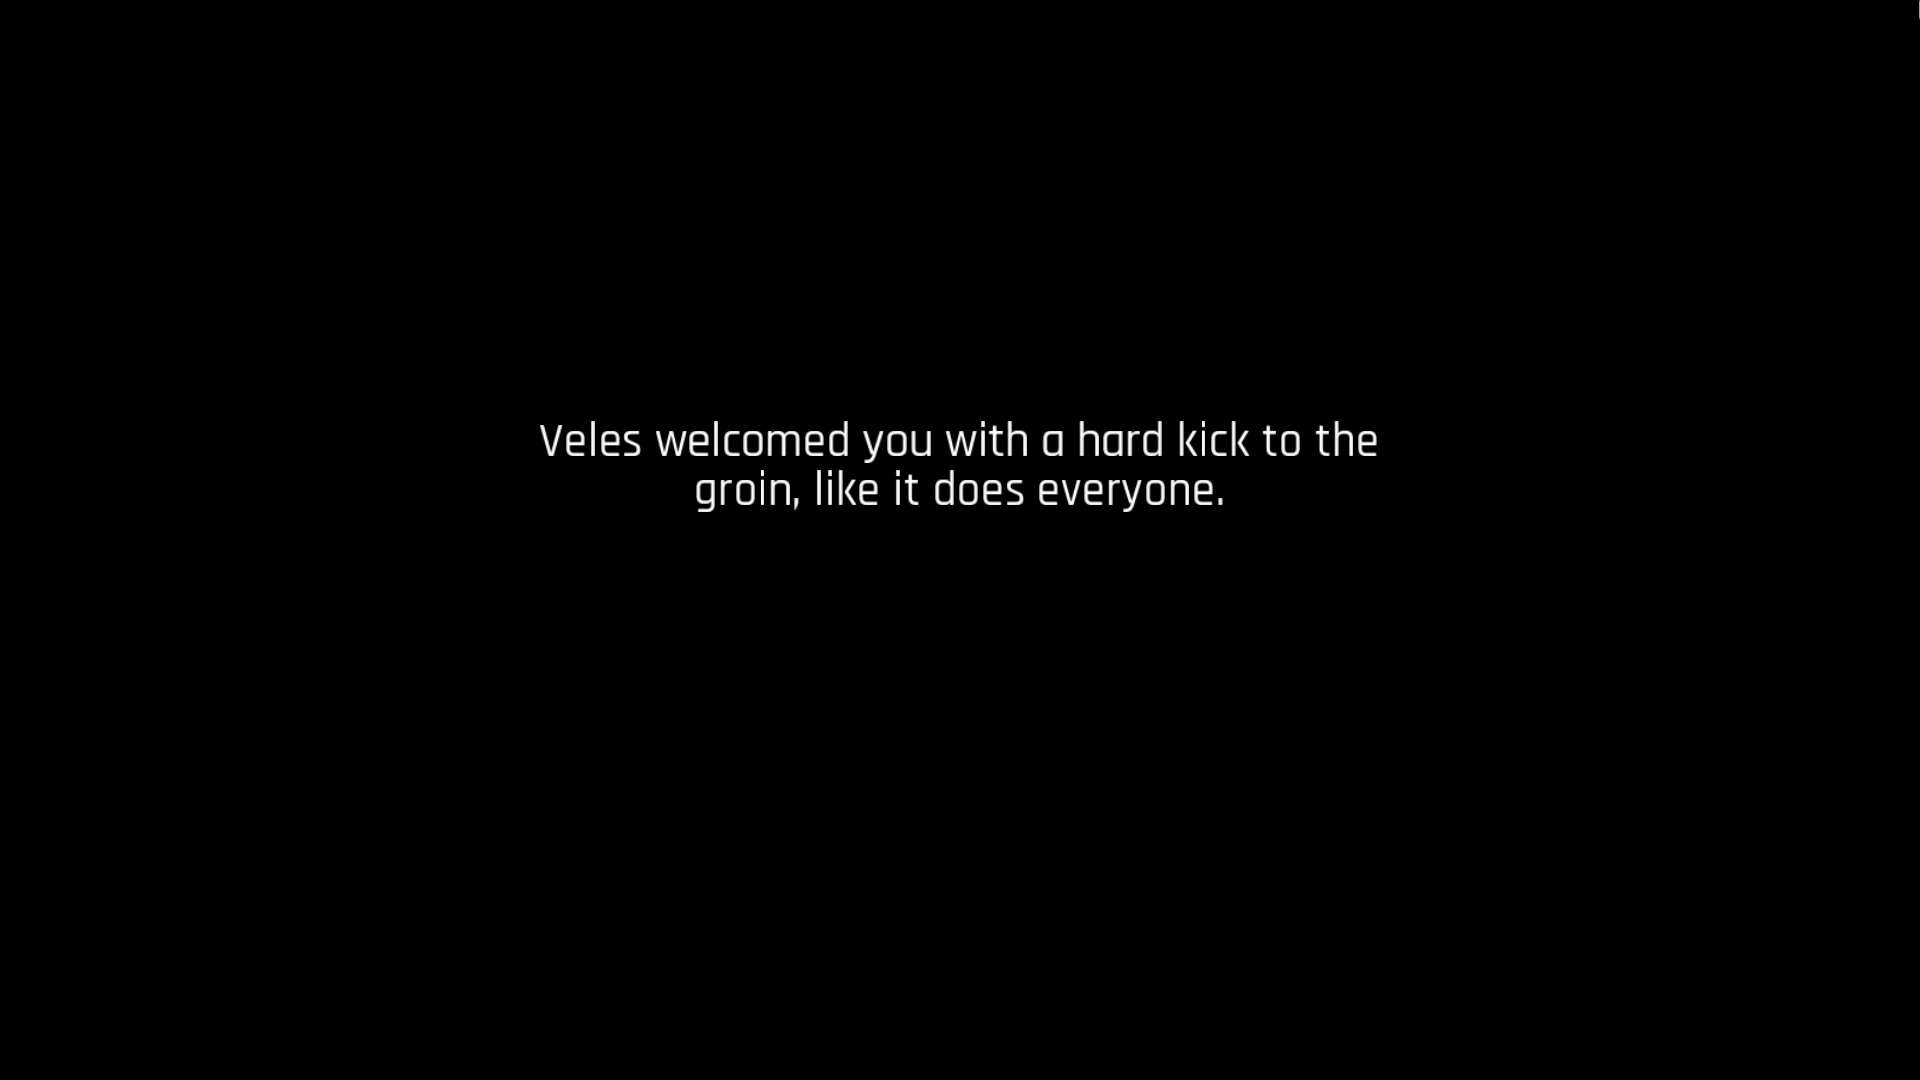 Veles welcomed you with a hard kick to the
groin, like it does everyone.